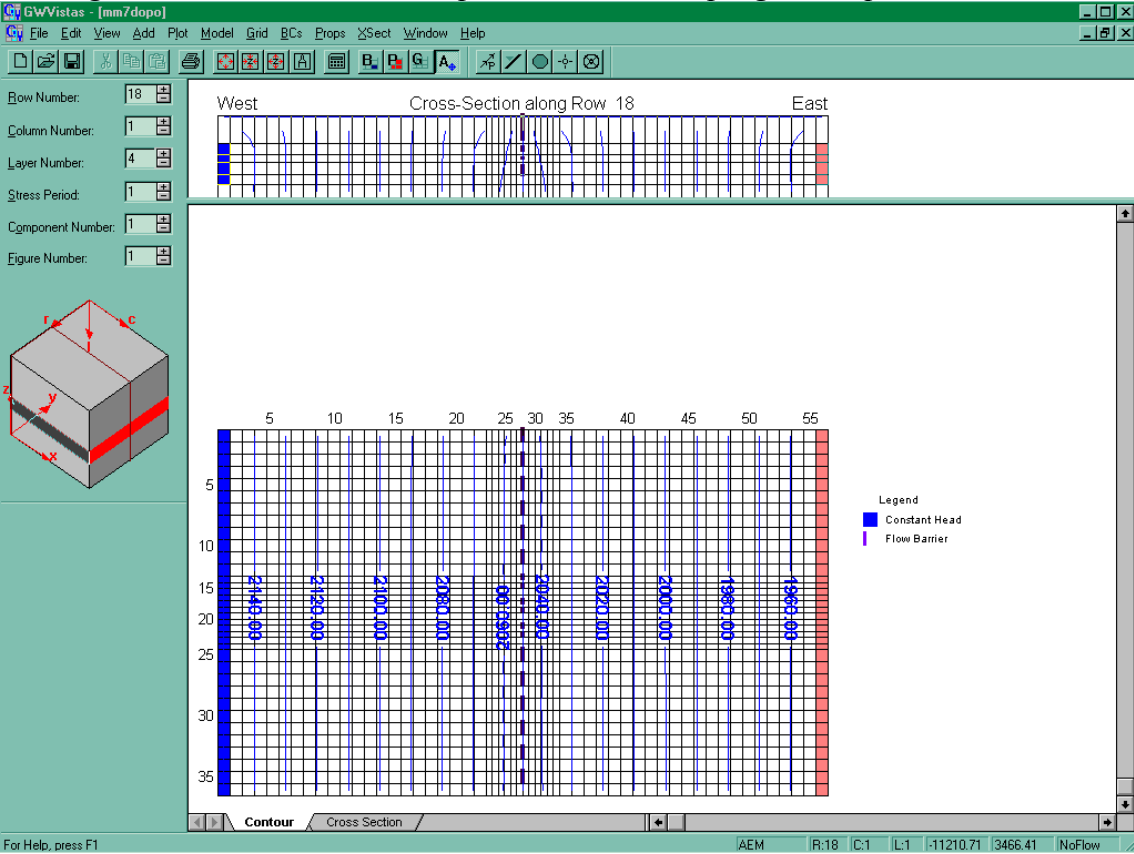 GWVistas - [mm7dopo]
File Edit View Add Plot Model Grid BCs Props XSect Window Help
B P G A
Row Number: 18
Column Number: 1
Layer Number: 4
Stress Period: 1
Component Number: 1
Figure Number: 1
r c
l
z y
x
West Cross-Section along Row 18 East
5 10 15 20 25 30 35 40 45 50 55
5
10
15
20
25
30
35
2140.00 2120.00 2100.00 2080.00 2060.00 2040.00 2020.00 2000.00 1980.00 1960.00
Legend
Constant Head
Flow Barrier
Contour Cross Section
For Help, press F1 AEM R:18 C:1 L:1 -11210.71 3466.41 NoFlow